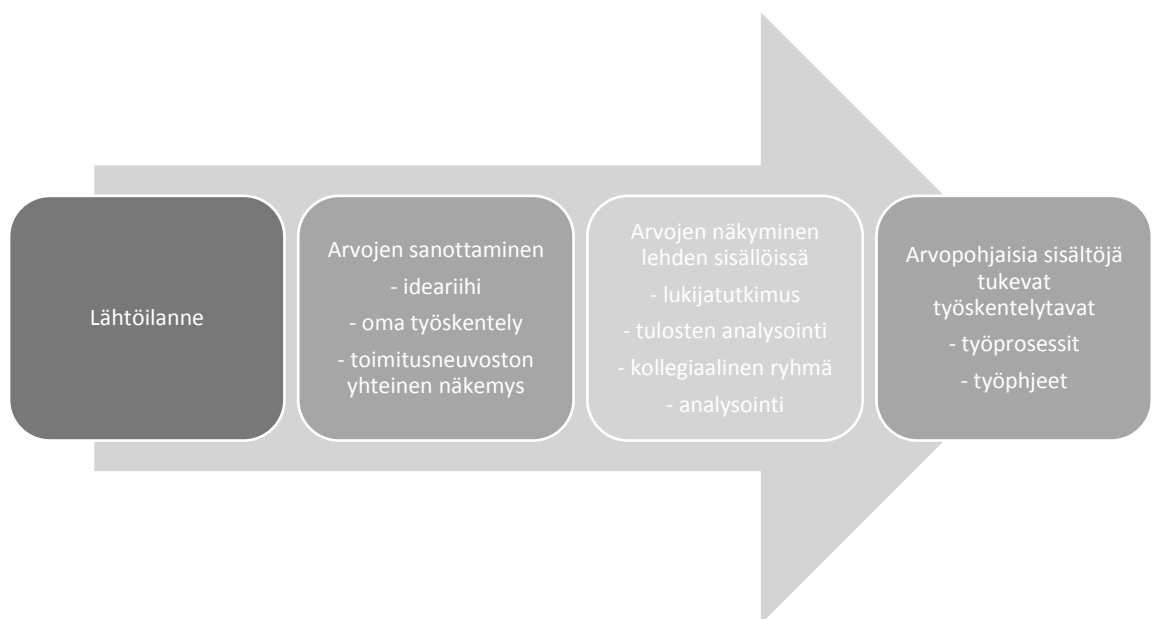 Lähtöilanne
Arvojen sanottaminen
- ideariihi
- oma työskentely
- toimitusneuvoston
yhteinen näkemys
Arvojen näkyminen
lehden sisällöissä
- lukijatutkimus
- tulosten analysointi
- kollegiaalinen ryhmä
- analysointi
Arvopohjaisia sisältöjä
tukevat
työskentelytavat
- työprosessit
- työphjeet